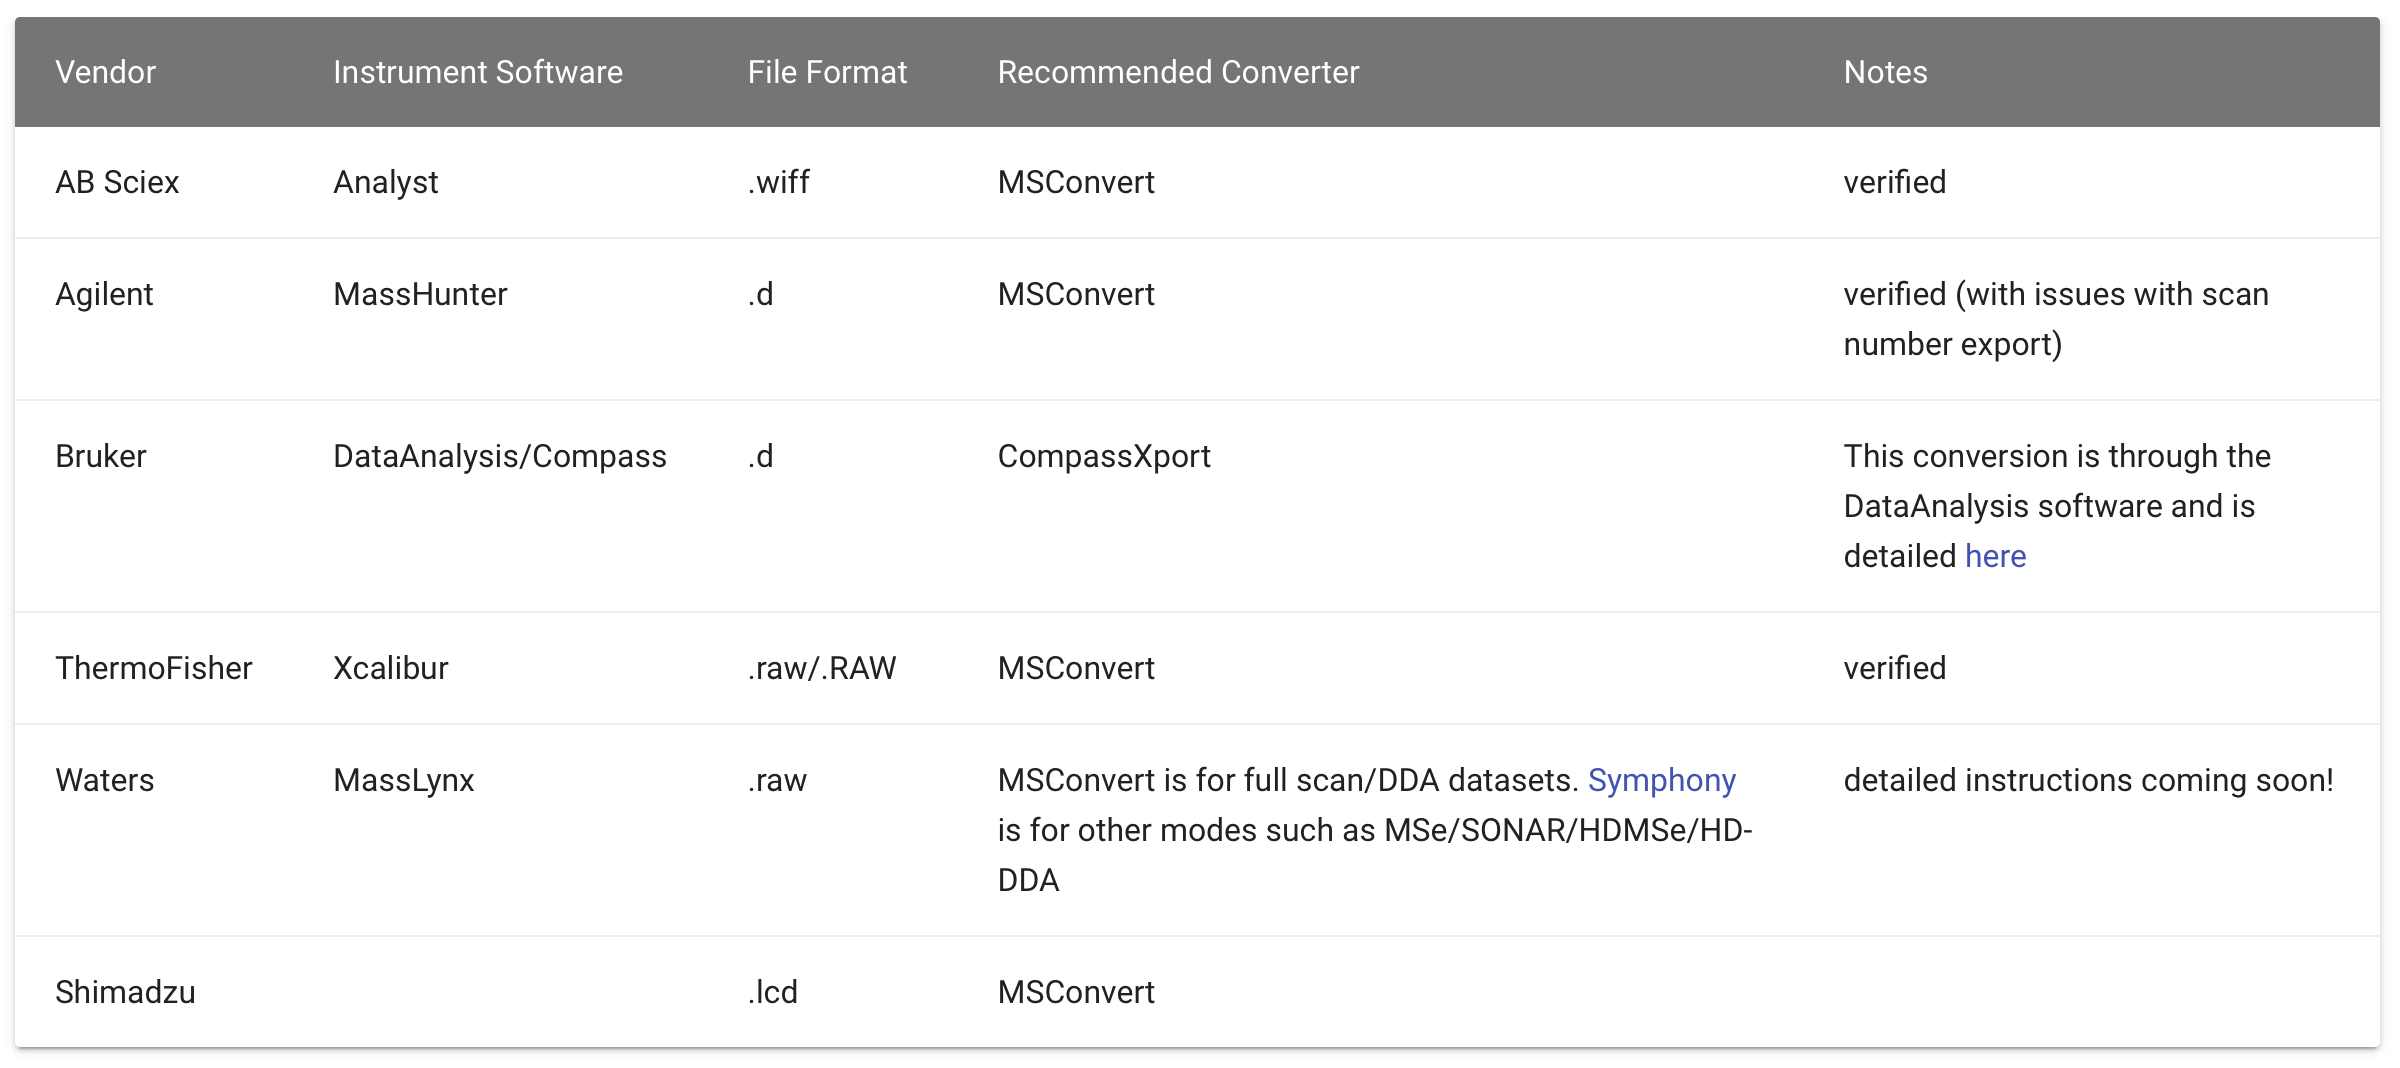 Vendor Instrument Software File Format Recommended Converter Notes
AB Sciex Analyst .wiff MSConvert verified
Agilent MassHunter .d MSConvert verified (with issues with scan
number export)
Bruker DataAnalysis/Compass .d CompassXport This conversion is through the
DataAnalysis software and is
detailed here
ThermoFisher Xcalibur .raw/.RAW MSConvert verified
Waters MassLynx .raw MSConvert is for full scan/DDA datasets. Symphony detailed instructions coming soon!
is for other modes such as MSe/SONAR/HDMSe/HD-
DDA
Shimadzu .lcd MSConvert